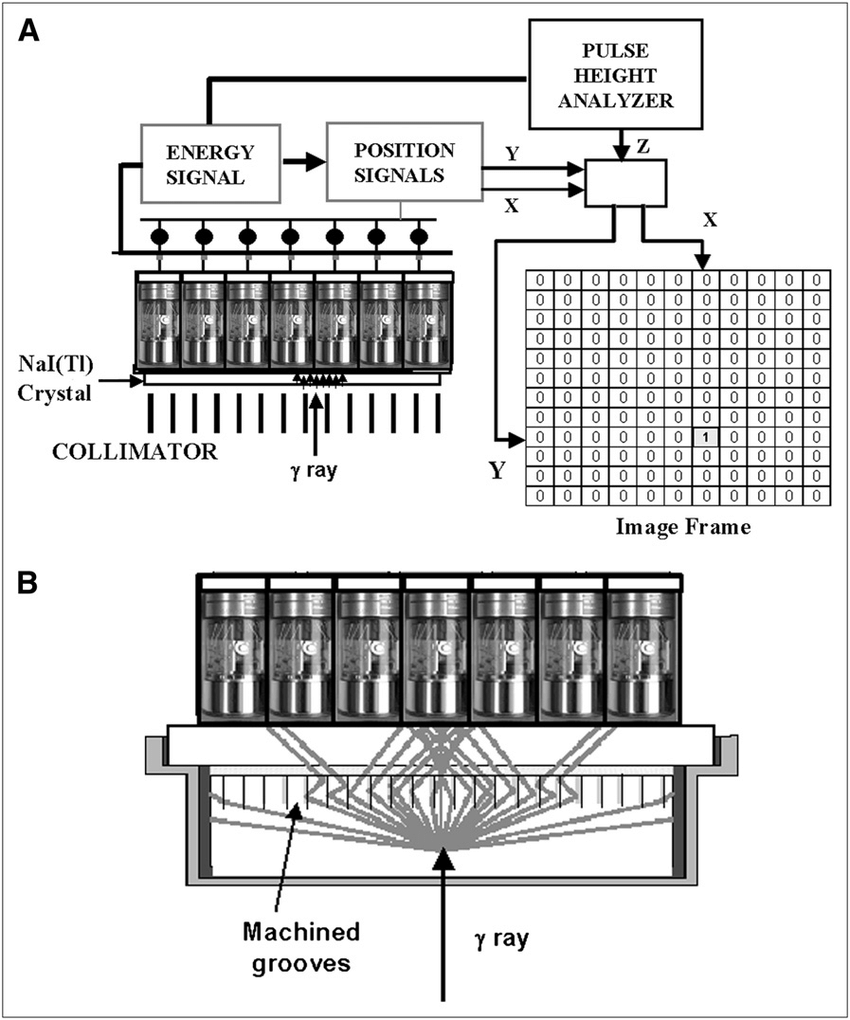 A
PULSE
HEIGHT
ANALYZER
ENERGY
SIGNAL
POSITION
SIGNALS
Y
X
Z
X
NaI(Tl)
Crystal
COLLIMATOR
γ ray
Y
0 0 0 0 0 0 0 0 0 0 0
0 0 0 0 0 0 0 0 0 0 0
0 0 0 0 0 0 0 0 0 0 0
0 0 0 0 0 0 0 0 0 0 0
0 0 0 0 0 0 0 0 0 0 0
0 0 0 0 0 0 0 0 0 0 0
0 0 0 0 0 0 0 0 0 0 0
0 0 0 0 0 0 0 0 0 0 0
0 0 0 0 0 0 1 0 0 0 0
0 0 0 0 0 0 0 0 0 0 0
0 0 0 0 0 0 0 0 0 0 0
0 0 0 0 0 0 0 0 0 0 0
Image Frame
B
Machined
grooves
γ ray